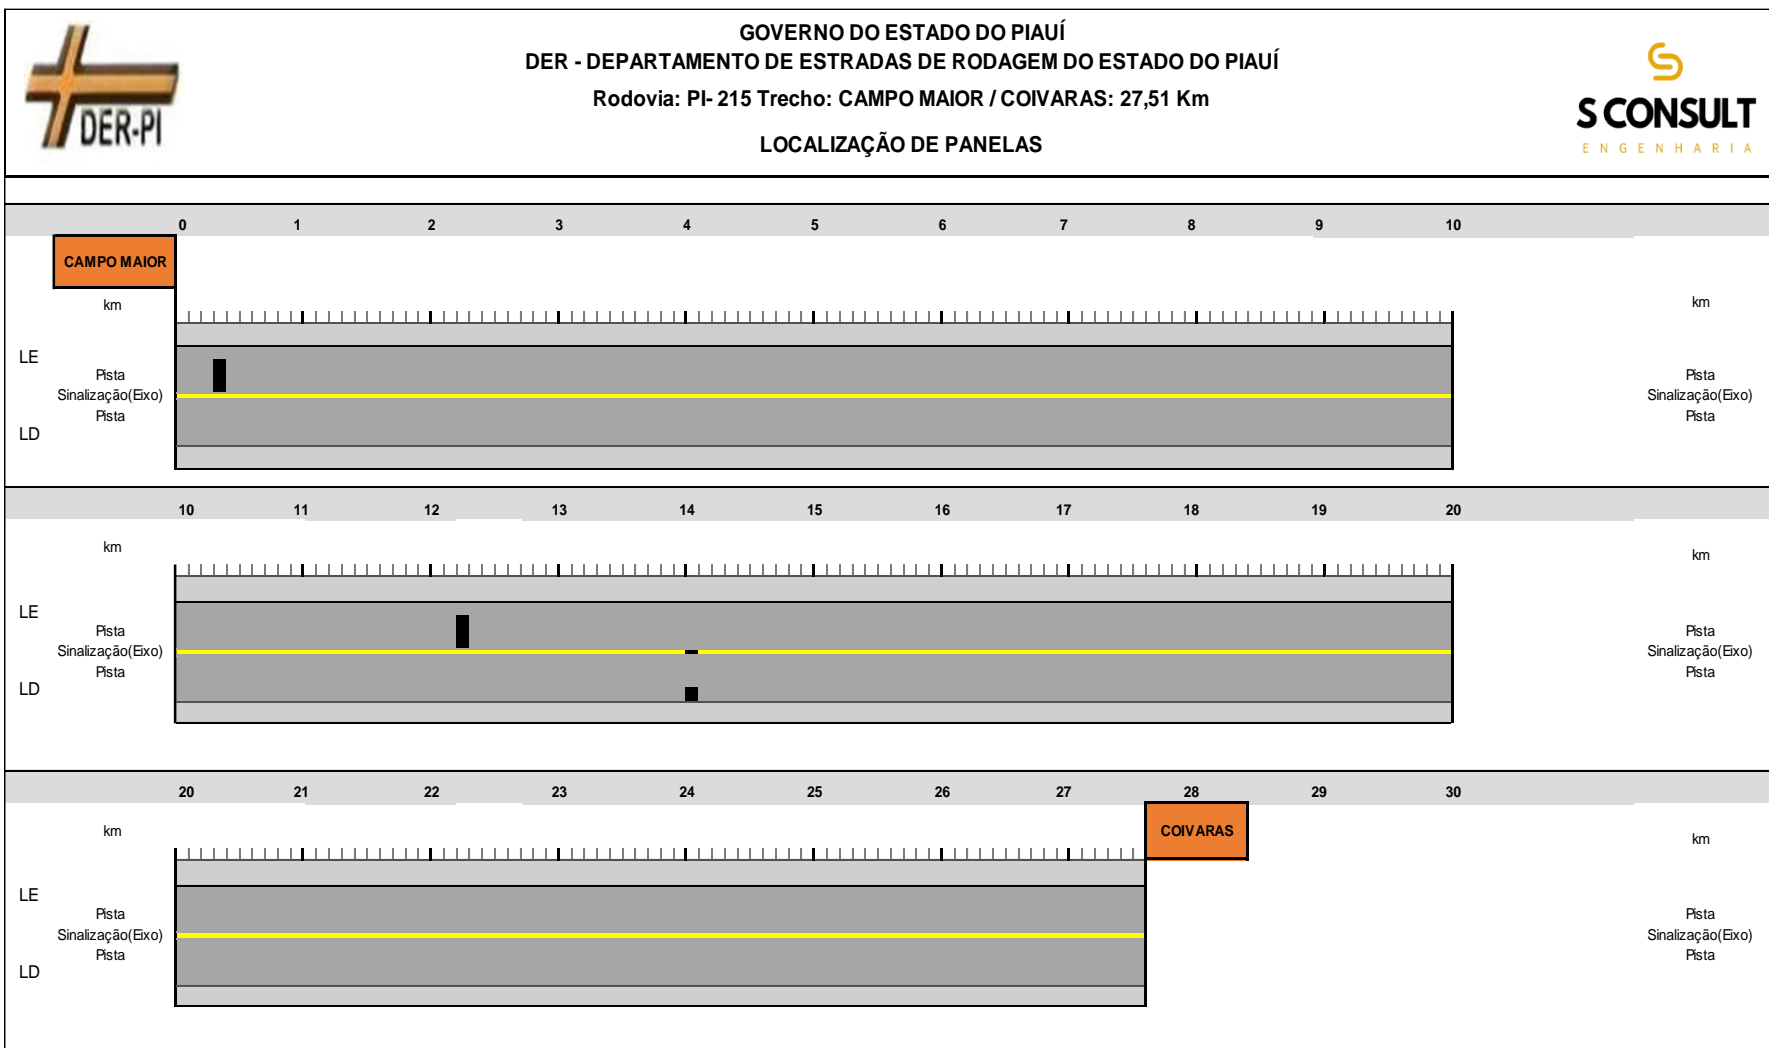 GOVERNO DO ESTADO DO PIAUÍ
DER - DEPARTAMENTO DE ESTRADAS DE RODAGEM DO ESTADO DO PIAUÍ
Rodovia: PI- 215 Trecho: CAMPO MAIOR / COIVARAS: 27,51 Km
LOCALIZAÇÃO DE PANELAS
DER-PI
S CONSULT
ENGENHARIA
0 1 2 3 4 5 6 7 8 9 10
CAMPO MAIOR
km km
LE
Pista Pista
Sinalização(Eixo) Sinalização(Eixo)
Pista Pista
LD
10 11 12 13 14 15 16 17 18 19 20
km km
LE
Pista Pista
Sinalização(Eixo) Sinalização(Eixo)
Pista Pista
LD
20 21 22 23 24 25 26 27 28 29 30
km COIVARAS km
LE
Pista Pista
Sinalização(Eixo) Sinalização(Eixo)
Pista Pista
LD